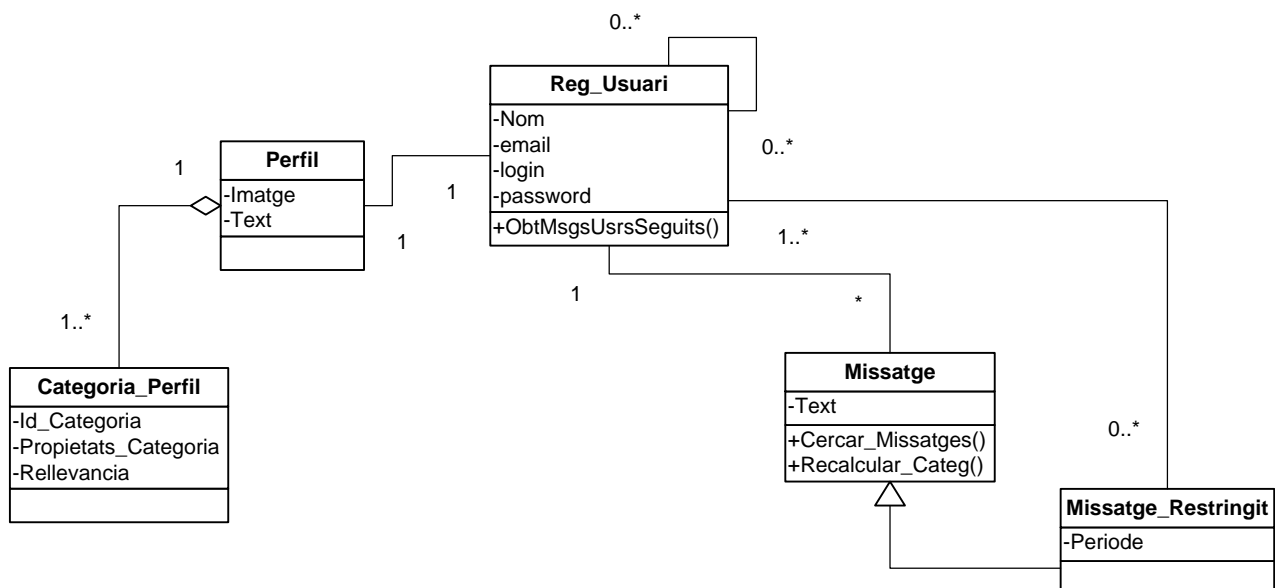 0..*
Reg_Usuari
-Nom
-email
-login
-password
+ObtMsgsUsrsSeguits()
0..*
1
Perfil
-Imatge
-Text
1
1
1..*
1
1..*
*
Categoria_Perfil
-Id_Categoria
-Propietats_Categoria
-Rellevancia
Missatge
-Text
+Cercar_Missatges()
+Recalcular_Categ()
0..*
Missatge_Restringit
-Periode